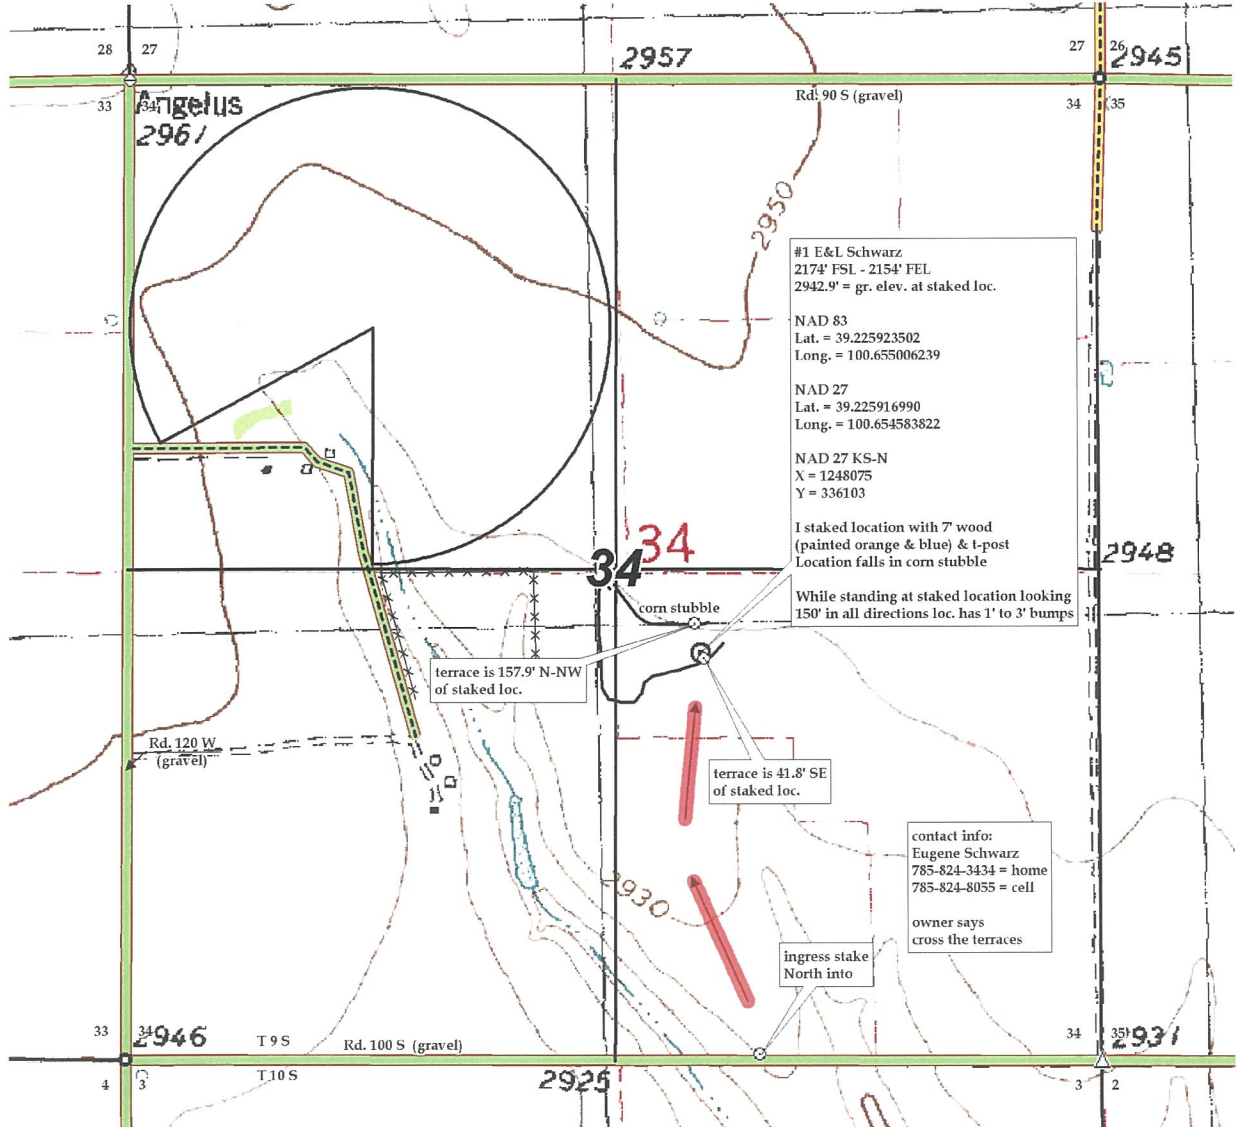 28 27
2957
27 26
2945
33 34
Angelus
2961
Rd. 90 S (gravel)
34 35
2950
#1 E&L Schwarz
2174' FSL - 2154' FEL
2942.9' = gr. elev. at staked loc.
NAD 83
Lat. = 39.225923502
Long. = 100.655006239
NAD 27
Lat. = 39.225916990
Long. = 100.654583822
NAD 27 KS-N
X = 1248075
Y = 336103
I staked location with 7' wood
(painted orange & blue) & t-post
Location falls in corn stubble
While standing at staked location looking
150' in all directions loc. has 1' to 3' bumps
34
34
2948
corn stubble
terrace is 157.9' N-NW
of staked loc.
Rd. 120 W
(gravel)
terrace is 41.8' SE
of staked loc.
contact info:
Eugene Schwarz
785-824-3434 = home
785-824-8055 = cell
owner says
cross the terraces
2930
ingress stake
North into
33 34
2946
T 9 S
Rd. 100 S (gravel)
34 35
2931
4 3
T 10 S
2925
3 2